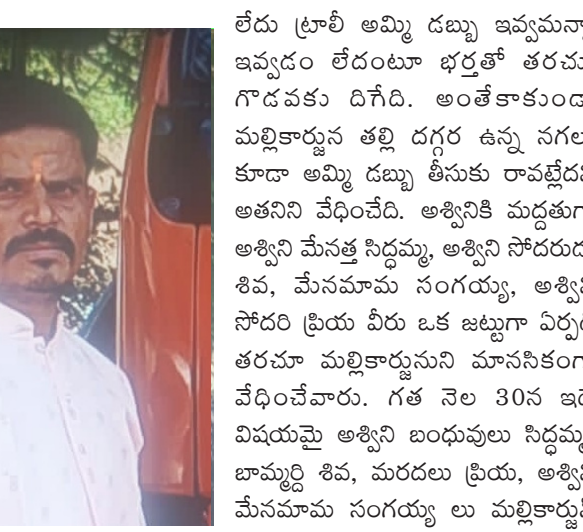 లేదు ట్రాలీ అమ్మి డబ్బు ఇవ్వమన్నా
ఇవ్వడం లేదంటూ భర్తతో తరచు
గొడవకు దిగేది. అంతేకాకుండా
మల్లికార్జున తల్లి దగ్గర ఉన్న నగలు
కూడా అమ్మి డబ్బు తీసుకు రావట్లేదని
అతనిని వేధించేది. అశ్వినికి మద్దతుగా
అశ్విని మేనత్త సిద్ధమ్మ, అశ్విని సోదరుడు
శివ, మేనమామ సంగయ్య, అశ్విని
సోదరి ప్రియ వీరు ఒక జట్టుగా ఏర్పడి
తరచూ మల్లికార్జునుని మానసికంగా
వేధించేవారు. గత నెల 30న ఇదే
విషయమై అశ్విని బంధువులు సిద్ధమ్మ,
బామ్మర్ది శివ, మరదలు ప్రియ, అశ్విని
మేనమామ సంగయ్య లు మల్లికార్జున